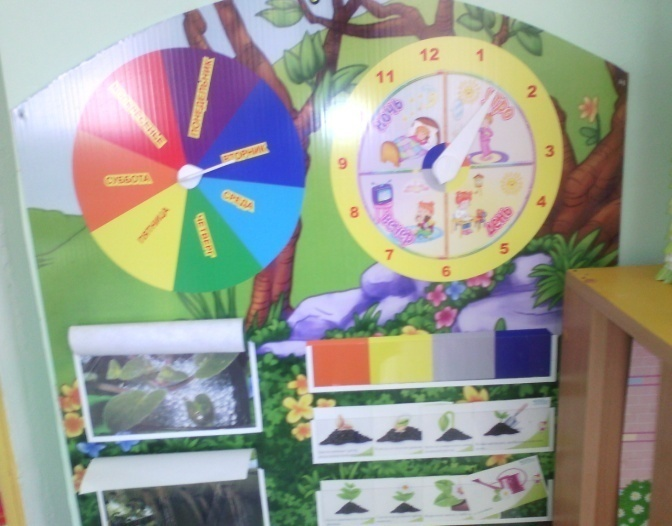 ПОНЕДЕЛЬНИК
ВТОРНИК
СРЕДА
ЧЕТВЕРГ
ПЯТНИЦА
СУББОТА
ВОСКРЕСЕНЬЕ
12
1
2
3
4
5
6
7
8
9
11
НОЧЬ
УТРО
ДЕНЬ
ВЕЧЕР